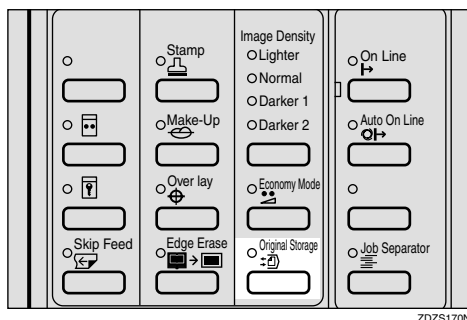 Stamp
Image Density
Lighter
Normal
Darker 1
Darker 2
On Line
Make-Up
Auto On Line
Over lay
Economy Mode
Skip Feed
Edge Erase
Original Storage
Job Separator
ZDZS170N